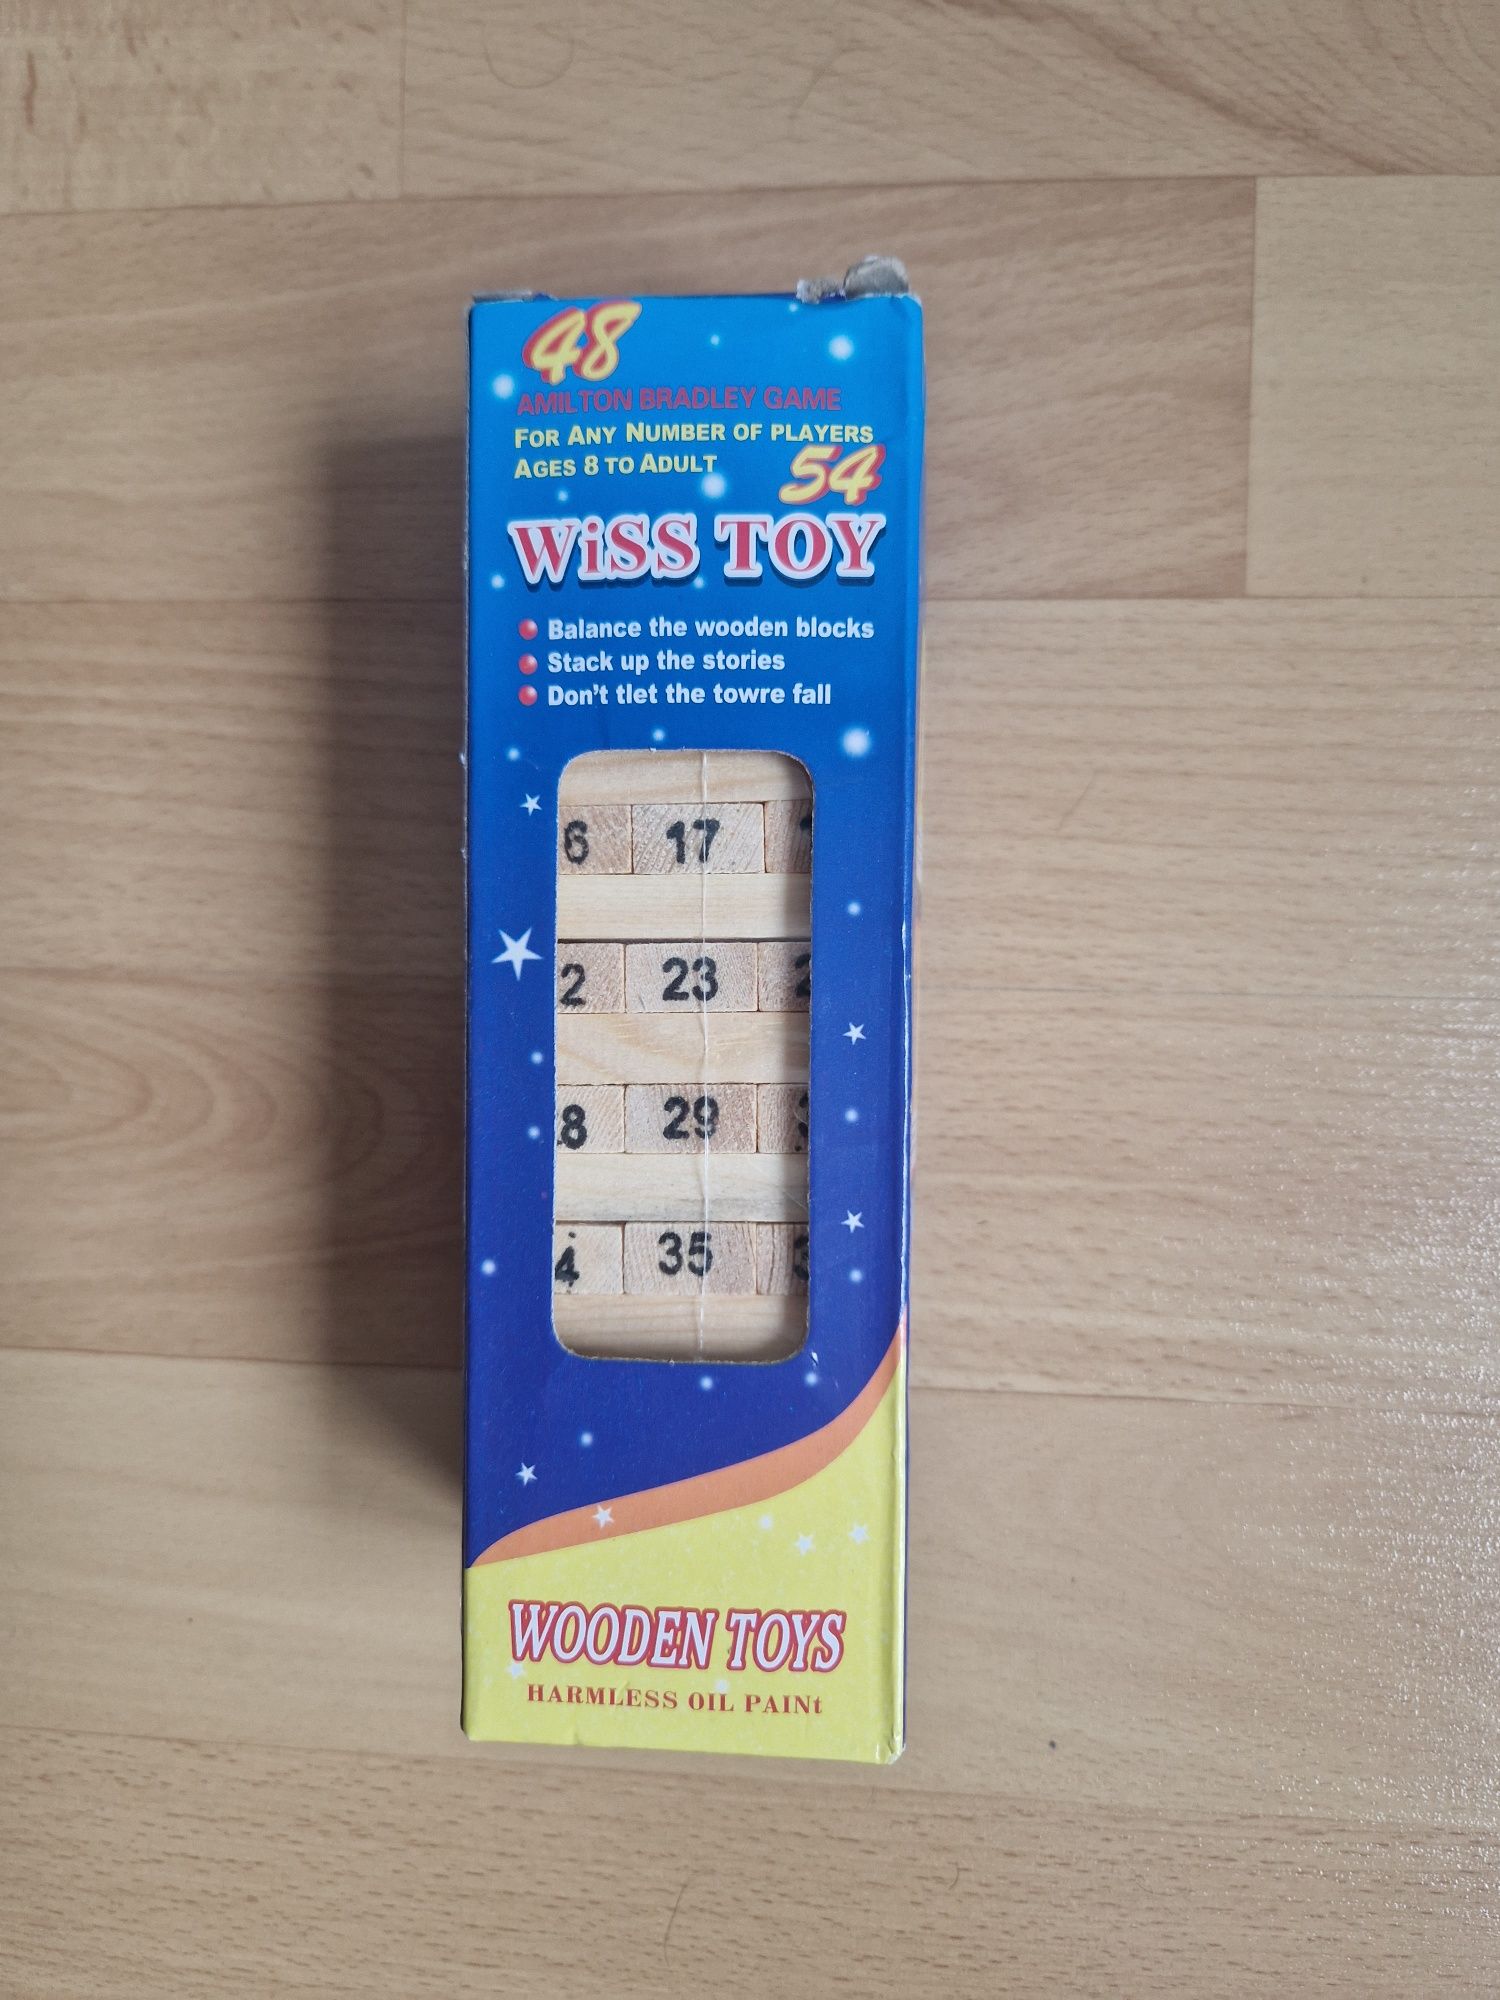 48
AMILTON BRADLEY GAME
FOR ANY NUMBER OF PLAYERS
AGES 8 TO ADULT
54
WiSS TOY
Balance the wooden blocks
Stack up the stories
Don't tlet the towre fall
6 17
2 23 2
8 29
4 35 3
WOODEN TOYS
HARMLESS OIL PAINt